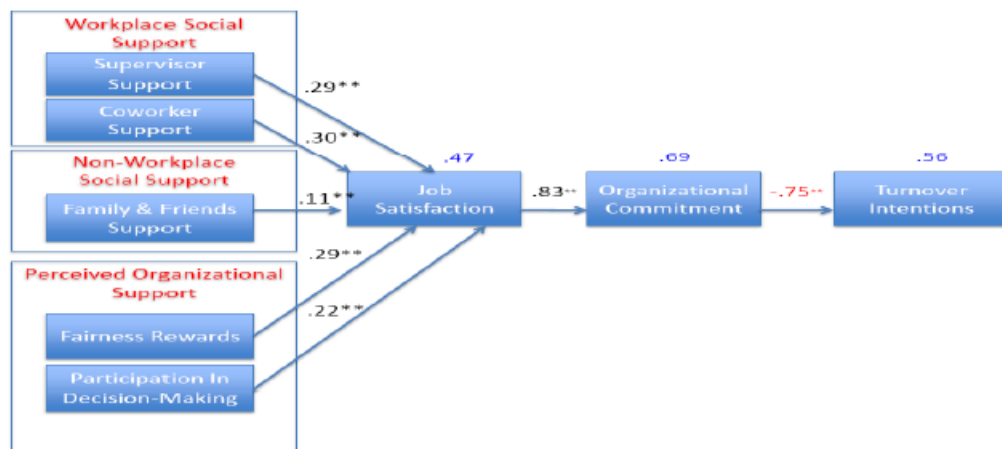 Workplace Social
Support
Supervisor
Support
Coworker
Support
.29**
.30**
Non-Workplace
Social Support
Family & Friends
Support
.11**
Perceived Organizational
Support
Fairness Rewards
.29**
Participation In
Decision-Making
.22**
.47
Job
Satisfaction
.83**
.69
Organizational
Commitment
-.75**
.56
Turnover
Intentions